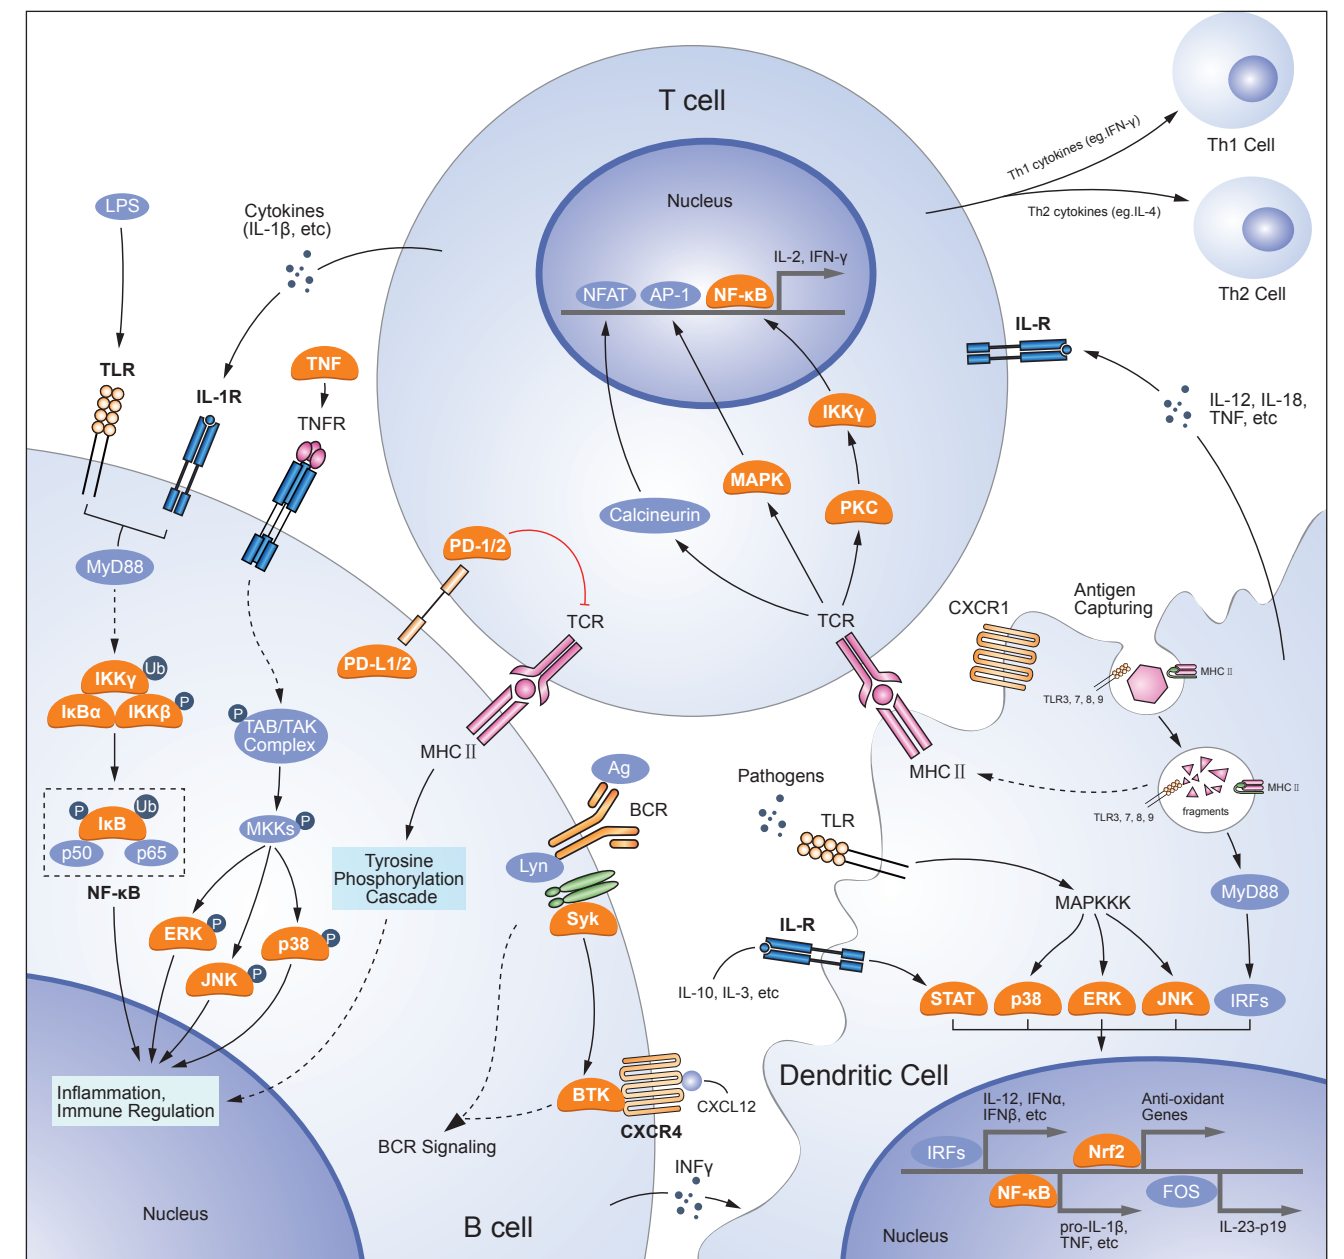 T cell
Nucleus
IL-2, IFN-γ
NFAT
AP-1
NF-κB
IKKγ
MAPK
PKC
Calcineurin
TCR
TCR
Th1 cytokines (eg.IFN-γ)
Th2 cytokines (eg.IL-4)
Th1 Cell
Th2 Cell
IL-R
IL-12, IL-18,
TNF, etc
LPS
Cytokines
(IL-1β, etc)
TLR
IL-1R
TNF
TNFR
MyD88
IKKγ
Ub
IκBα
IKKβ
P
P
TAB/TAK
Complex
P
IκB
Ub
p50
p65
NF-κB
MKKs
P
ERK
P
JNK
P
p38
P
PD-1/2
PD-L1/2
MHC II
Tyrosine
Phosphorylation
Cascade
Ag
BCR
Lyn
Syk
BTK
CXCR4
CXCL12
BCR Signaling
Inflammation,
Immune Regulation
Nucleus
B cell
INFγ
CXCR1
Antigen
Capturing
MHC II
TLR3, 7, 8, 9
MHC II
fragments
MHC II
TLR3, 7, 8, 9
Pathogens
TLR
MAPKKK
MyD88
IL-R
IL-10, IL-3, etc
STAT
p38
ERK
JNK
IRFs
Dendritic Cell
IL-12, IFNα,
IFNβ, etc
Anti-oxidant
Genes
IRFs
Nrf2
NF-κB
FOS
pro-IL-1β,
TNF, etc
IL-23-p19
Nucleus